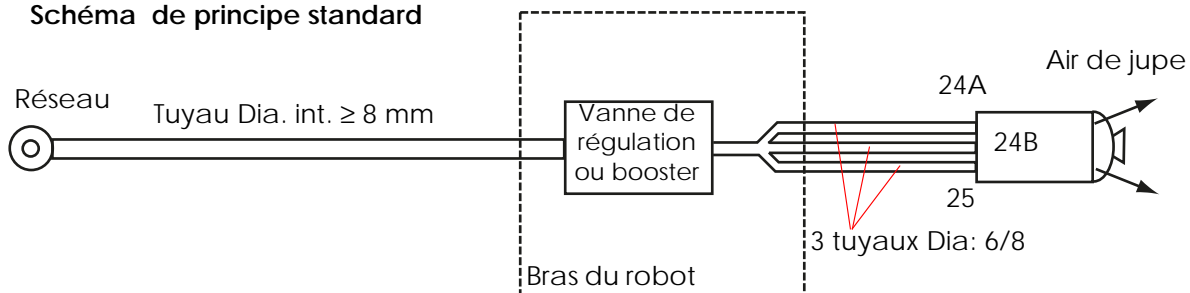 Schéma de principe standard
Réseau
Tuyau Dia. int. ≥ 8 mm
Vanne de
régulation
ou booster
24A
Air de jupe
24B
25
3 tuyaux Dia: 6/8
Bras du robot